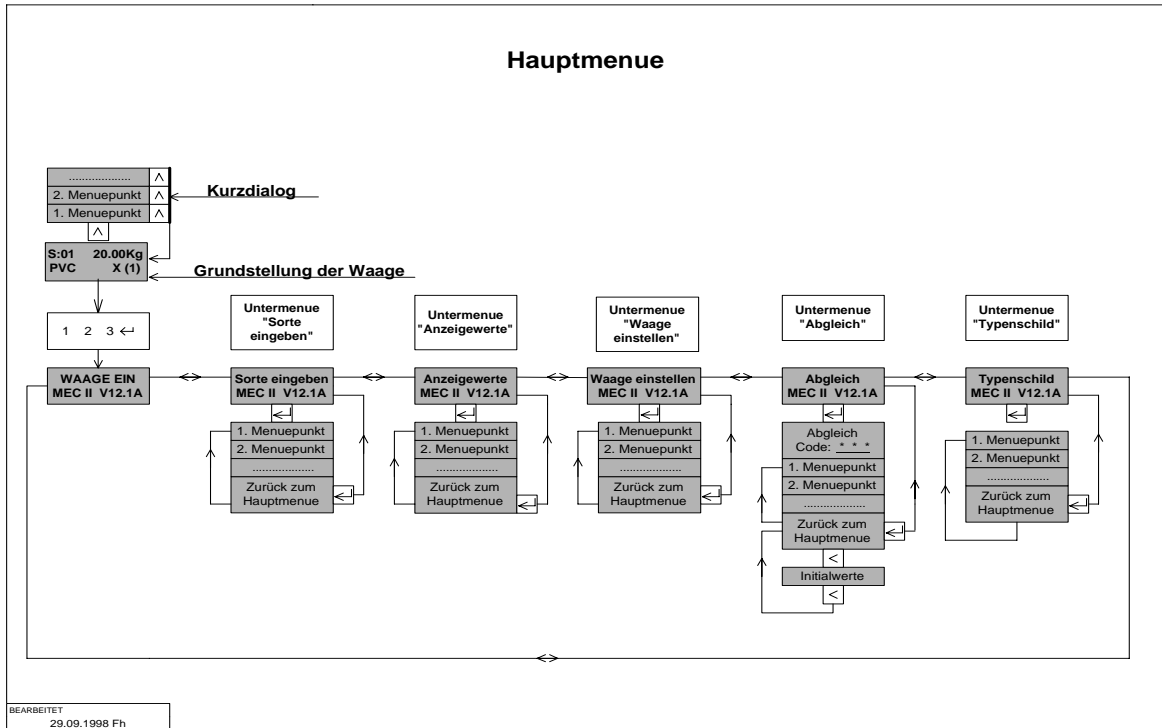 Hauptmenue
...................
^
2. Menuepunkt ^
1. Menuepunkt ^
^
Kurzdialog
S:01 20.00Kg
PVC X (1)
Grundstellung der Waage
1 2 3 ↵
WAAGE EIN
MEC II V12.1A
Untermenue
"Sorte
eingeben"
Sorte eingeben
MEC II V12.1A
↵
1. Menuepunkt
2. Menuepunkt
...................
Zurück zum
Hauptmenue
↵
Untermenue
"Anzeigewerte"
Anzeigewerte
MEC II V12.1A
↵
1. Menuepunkt
2. Menuepunkt
...................
Zurück zum
Hauptmenue
↵
Untermenue
"Waage
einstellen"
Waage einstellen
MEC II V12.1A
↵
1. Menuepunkt
2. Menuepunkt
...................
Zurück zum
Hauptmenue
↵
Untermenue
"Abgleich"
Abgleich
MEC II V12.1A
↵
Abgleich
Code: * * *
1. Menuepunkt
2. Menuepunkt
...................
Zurück zum
Hauptmenue
↵
<
Initialwerte
<
Untermenue
"Typenschild"
Typenschild
MEC II V12.1A
↵
1. Menuepunkt
2. Menuepunkt
...................
Zurück zum
Hauptmenue
↵
BEARBEITET
29.09.1998 Fh